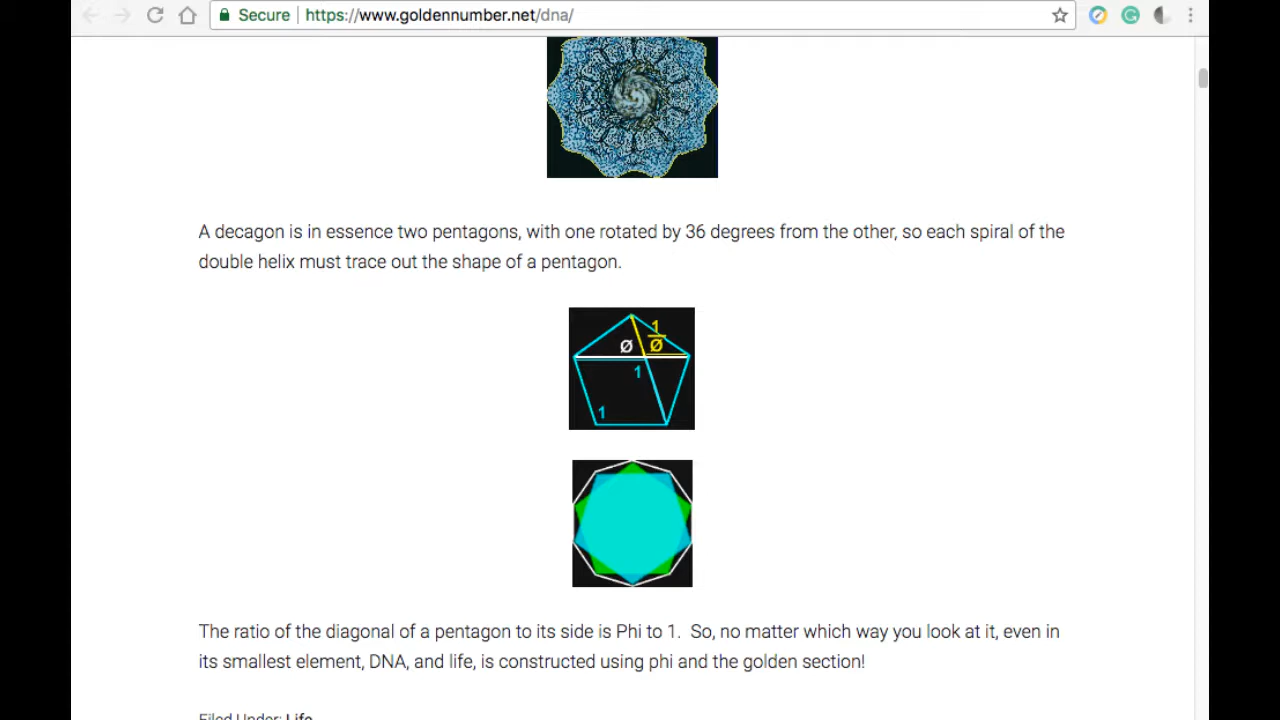 Secure | https://www.goldennumber.net/dna/
A decagon is in essence two pentagons, with one rotated by 36 degrees from the other, so each spiral of the
double helix must trace out the shape of a pentagon.
1
Ø Ø
1
1
The ratio of the diagonal of a pentagon to its side is Phi to 1.  So, no matter which way you look at it, even in
its smallest element, DNA, and life, is constructed using phi and the golden section!
Filed Under: Life